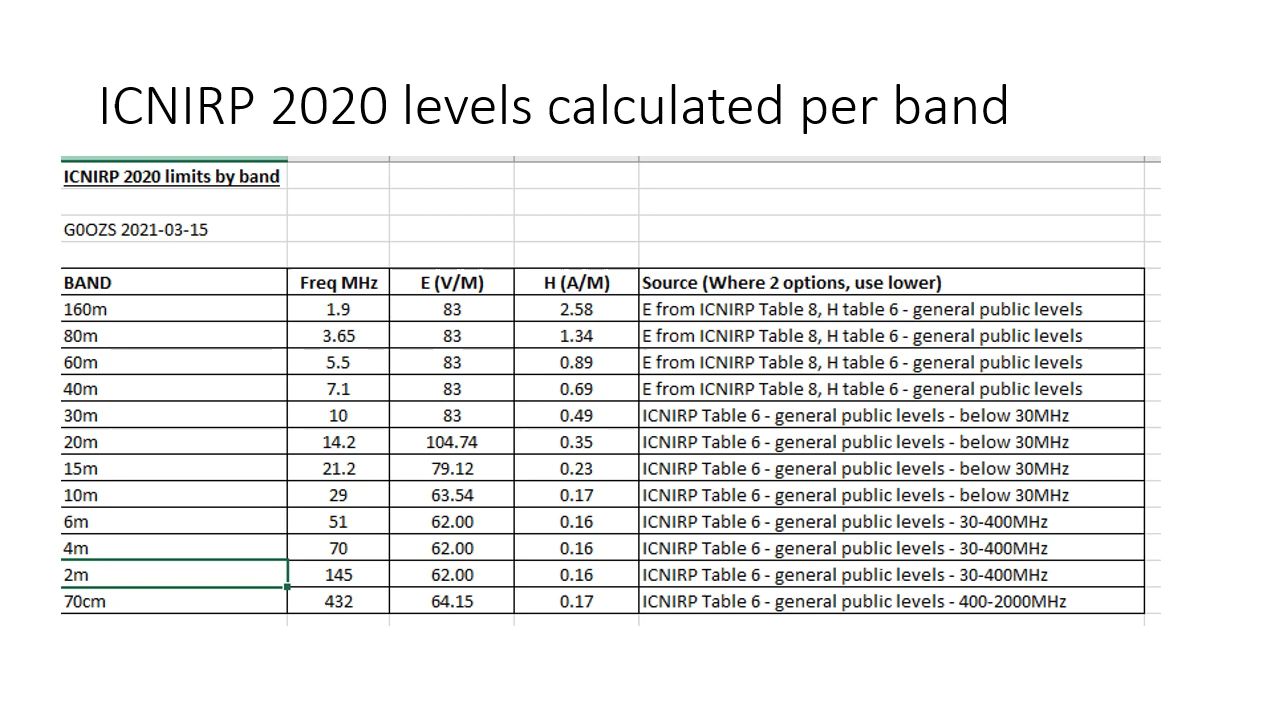 ICNIRP 2020 levels calculated per band
ICNIRP 2020 limits by band
G0OZS 2021-03-15
BAND Freq MHz E (V/M) H (A/M) Source (Where 2 options, use lower)
160m 1.9 83 2.58 E from ICNIRP Table 8, H table 6 - general public levels
80m 3.65 83 1.34 E from ICNIRP Table 8, H table 6 - general public levels
60m 5.5 83 0.89 E from ICNIRP Table 8, H table 6 - general public levels
40m 7.1 83 0.69 E from ICNIRP Table 8, H table 6 - general public levels
30m 10 83 0.49 ICNIRP Table 6 - general public levels - below 30MHz
20m 14.2 104.74 0.35 ICNIRP Table 6 - general public levels - below 30MHz
15m 21.2 79.12 0.23 ICNIRP Table 6 - general public levels - below 30MHz
10m 29 63.54 0.17 ICNIRP Table 6 - general public levels - below 30MHz
6m 51 62.00 0.16 ICNIRP Table 6 - general public levels - 30-400MHz
4m 70 62.00 0.16 ICNIRP Table 6 - general public levels - 30-400MHz
2m 145 62.00 0.16 ICNIRP Table 6 - general public levels - 30-400MHz
70cm 432 64.15 0.17 ICNIRP Table 6 - general public levels - 400-2000MHz